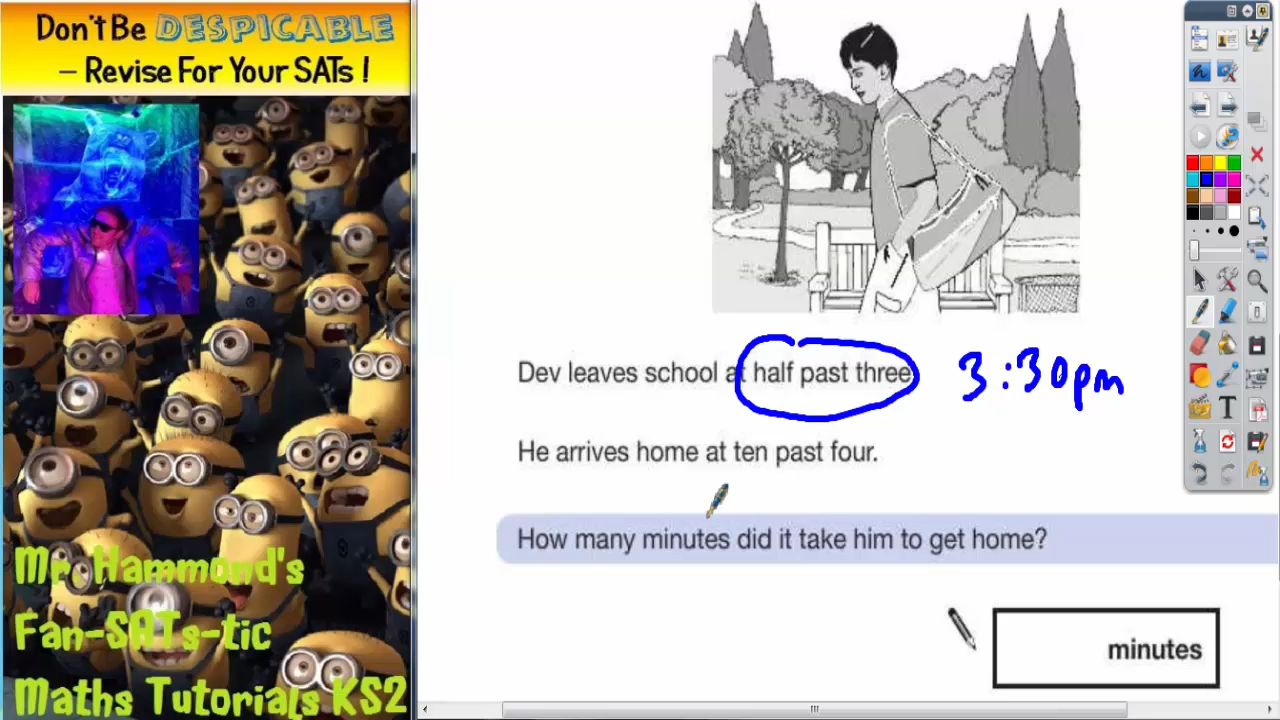 Don't Be DESPICABLE
– Revise For Your SATs !
Mr. Hammond's
Fan-SATs-tic
Maths Tutorials KS2
Dev leaves school at half past three
3:30pm
He arrives home at ten past four.
How many minutes did it take him to get home?
minutes